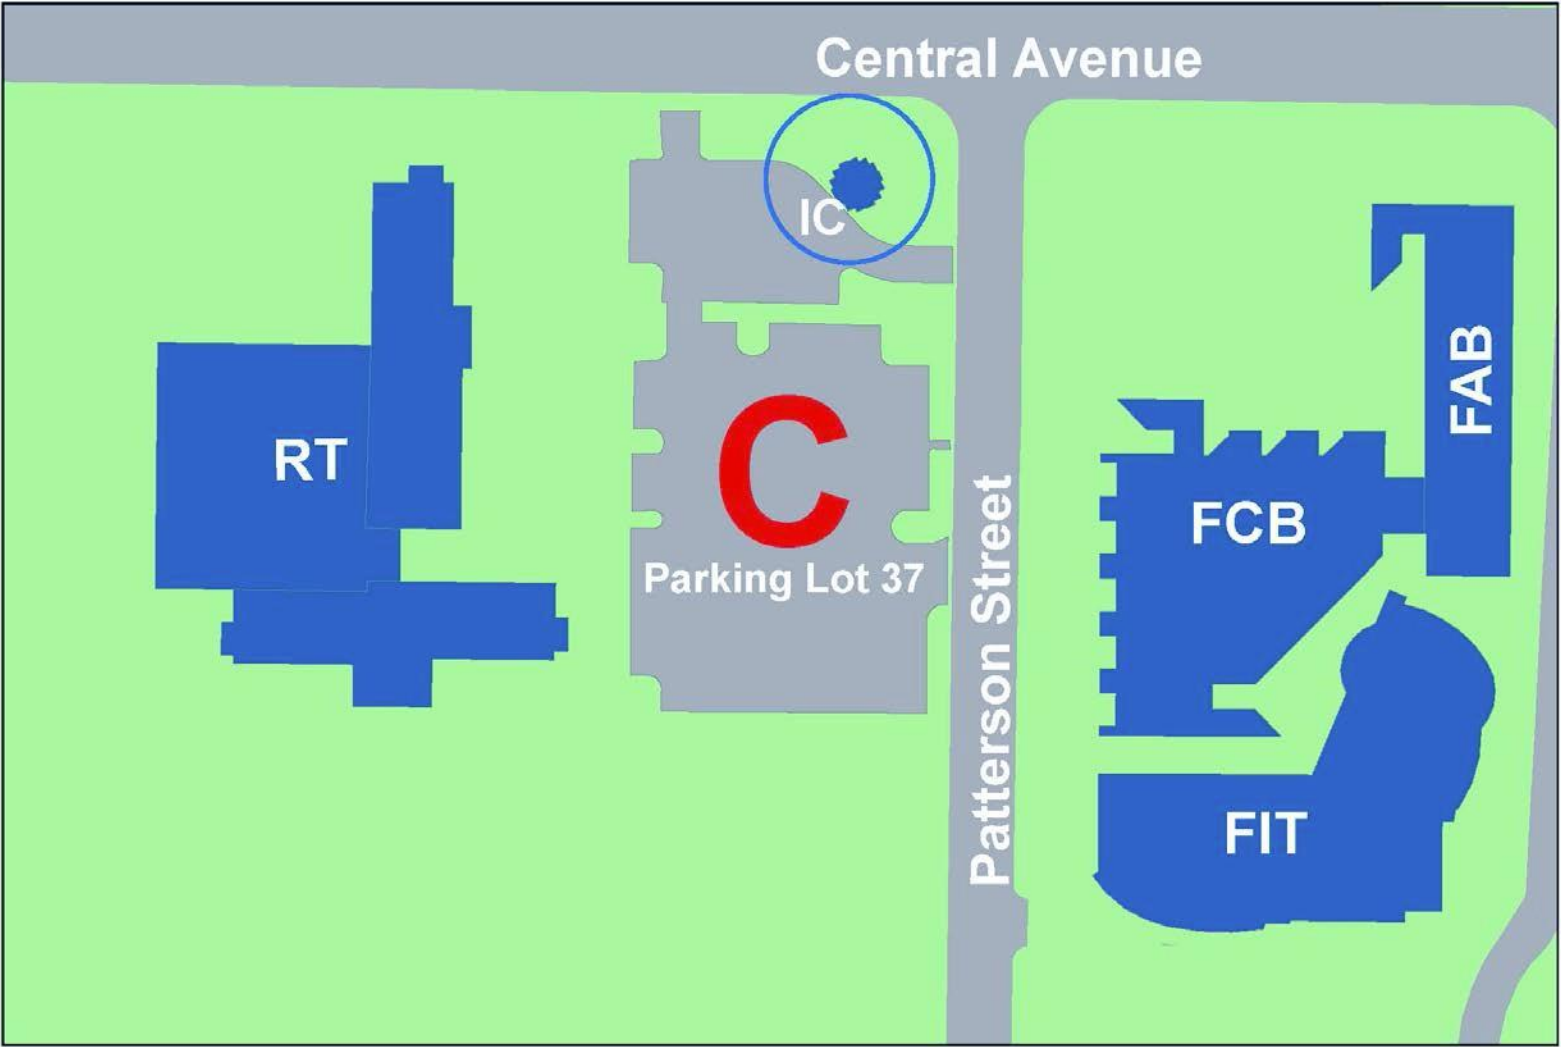 Central Avenue
IC
FAB
RT
C
FCB
Parking Lot 37
Patterson Street
FIT